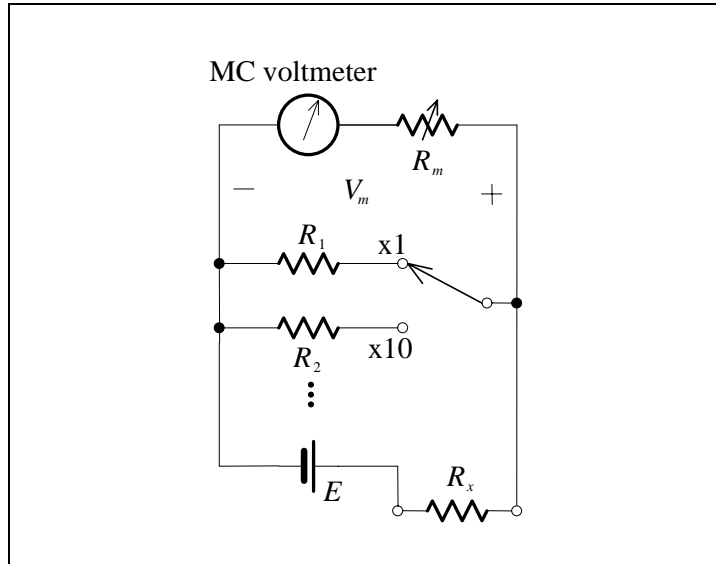 MC voltmeter
R_m
− V_m +
R_1 x1
R_2 x10
E R_x